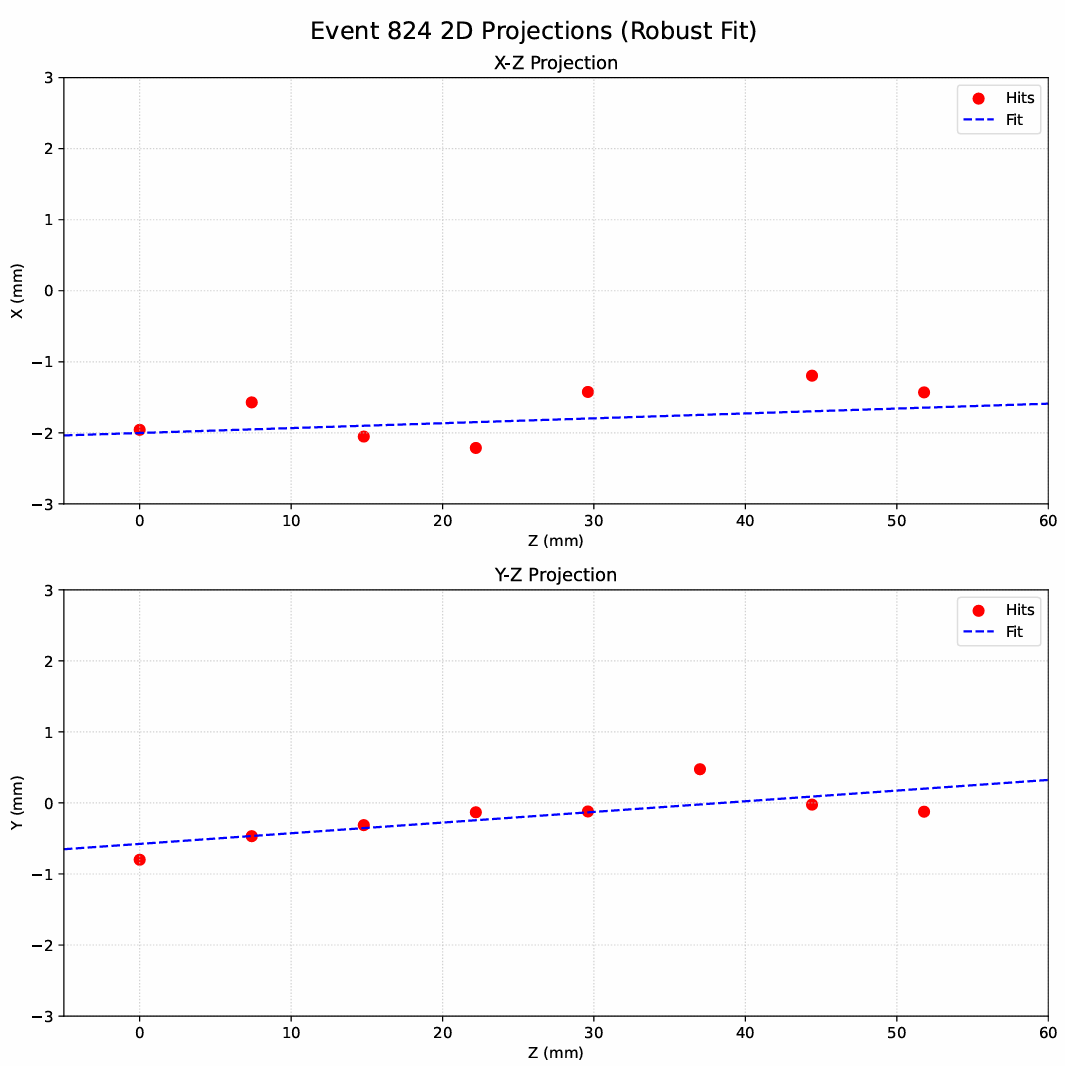 Event 824 2D Projections (Robust Fit)
X-Z Projection
3
2
1
0
−1
−2
−3
X (mm)
Hits
Fit
0 10 20 30 40 50 60
Z (mm)
Y-Z Projection
3
2
1
0
−1
−2
−3
Y (mm)
Hits
Fit
0 10 20 30 40 50 60
Z (mm)